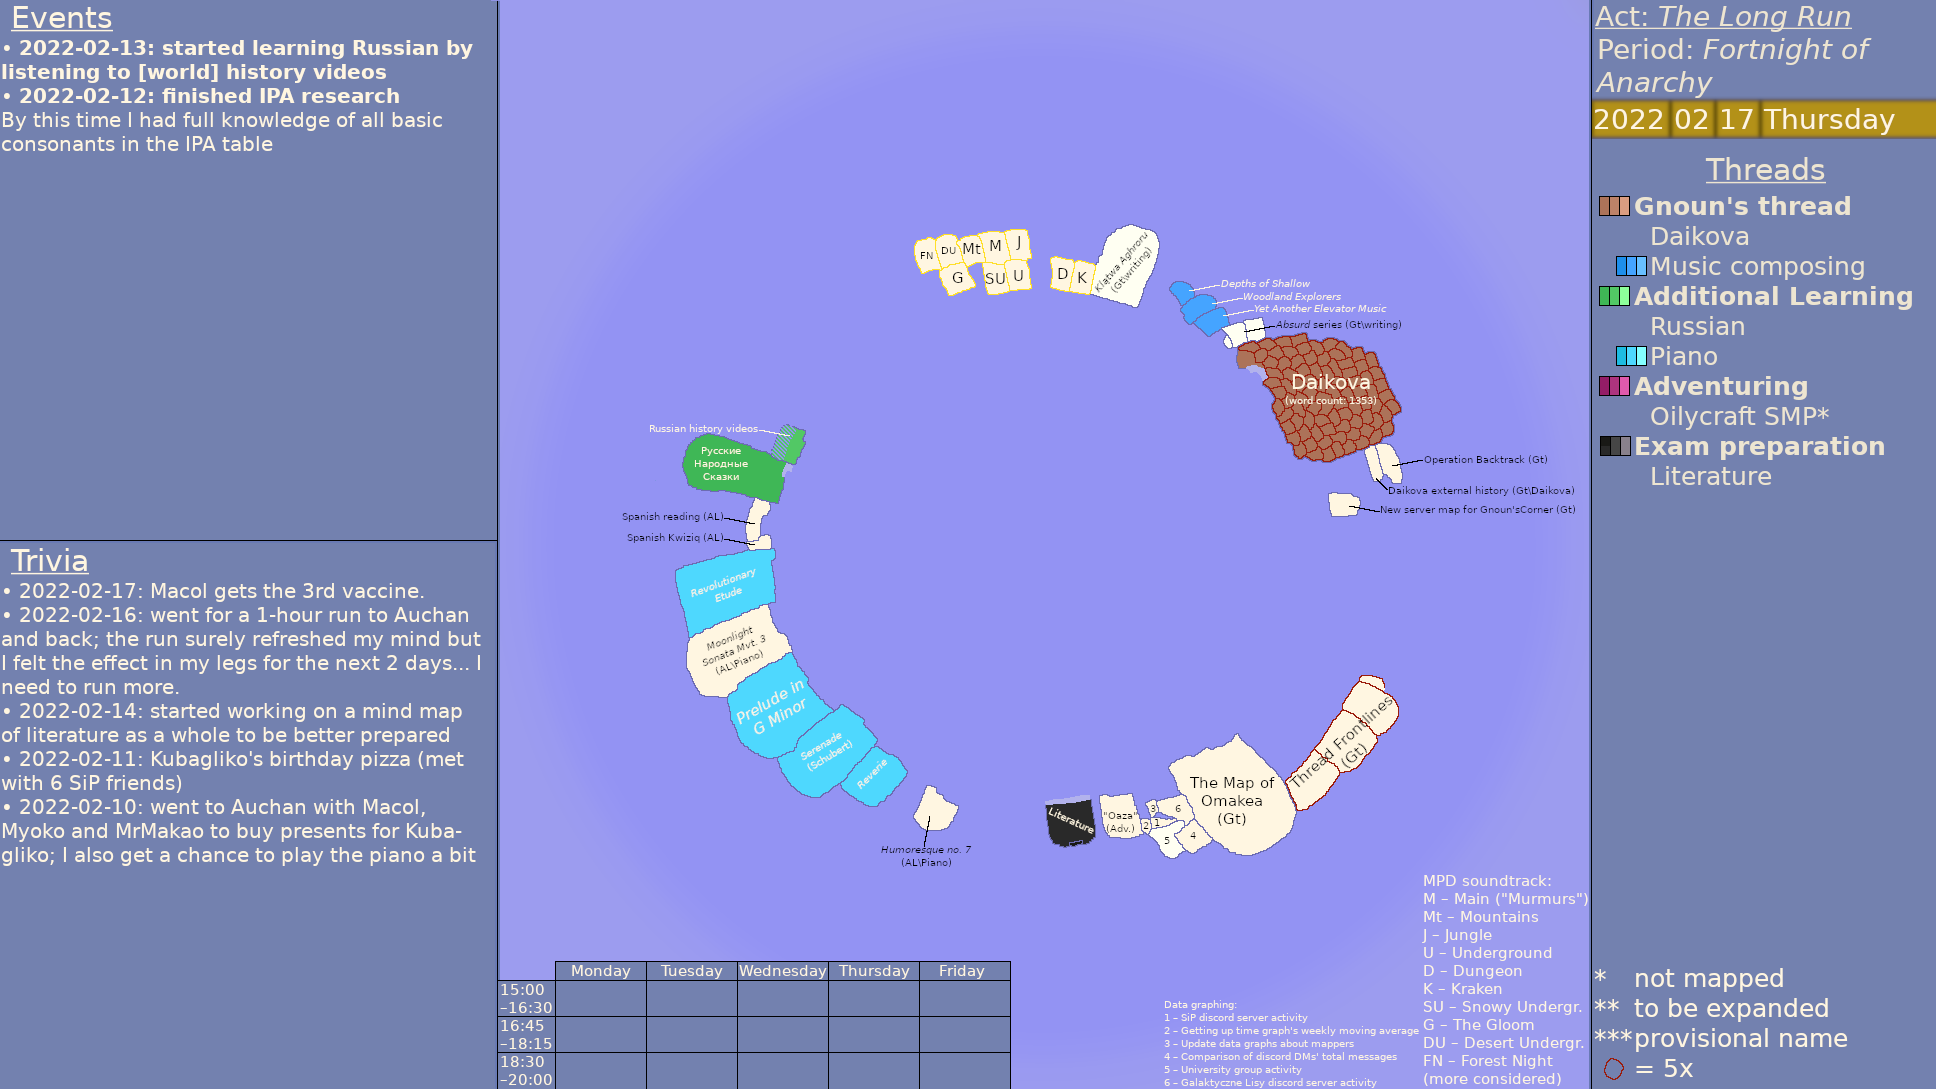 Events
• 2022-02-13: started learning Russian by
listening to [world] history videos
• 2022-02-12: finished IPA research
By this time I had full knowledge of all basic
consonants in the IPA table
Trivia
• 2022-02-17: Macol gets the 3rd vaccine.
• 2022-02-16: went for a 1-hour run to Auchan
and back; the run surely refreshed my mind but
I felt the effect in my legs for the next 2 days... I
need to run more.
• 2022-02-14: started working on a mind map
of literature as a whole to be better prepared
• 2022-02-11: Kubagliko's birthday pizza (met
with 6 SiP friends)
• 2022-02-10: went to Auchan with Macol,
Myoko and MrMakao to buy presents for Kuba-
gliko; I also get a chance to play the piano a bit
FN
DU
Mt
M
J
G
SU
U
D
K
Klątwa Aghroru
(Gt\writing)
Depths of Shallow
Woodland Explorers
Yet Another Elevator Music
Absurd series (Gt\writing)
Daikova
(word count: 1353)
Operation Backtrack (Gt)
Daikova external history (Gt\Daikova)
New server map for Gnoun'sCorner (Gt)
Russian history videos
Русские
Народные
Сказки
Spanish reading (AL)
Spanish Kwiziq (AL)
Revolutionary
Etude
Moonlight
Sonata Mvt. 3
(AL\Piano)
Prelude in
G Minor
Serenade
(Schubert)
Reverie
Humoresque no. 7
(AL\Piano)
Literature
"Oaza"
(Adv.)
3
6
2
1
5
4
The Map of
Omakea
(Gt)
Thread Frontlines
(Gt)
MPD soundtrack:
M – Main ("Murmurs")
Mt – Mountains
J – Jungle
U – Underground
D – Dungeon
K – Kraken
SU – Snowy Undergr.
G – The Gloom
DU – Desert Undergr.
FN – Forest Night
(more considered)
Data graphing:
1 – SiP discord server activity
2 – Getting up time graph's weekly moving average
3 – Update data graphs about mappers
4 – Comparison of discord DMs' total messages
5 – University group activity
6 – Galaktyczne Lisy discord server activity
Monday Tuesday Wednesday Thursday Friday
15:00
–16:30
16:45
–18:15
18:30
–20:00
Act: The Long Run
Period: Fortnight of
Anarchy
2022 02 17 Thursday
Threads
Gnoun's thread
Daikova
Music composing
Additional Learning
Russian
Piano
Adventuring
Oilycraft SMP*
Exam preparation
Literature
* not mapped
** to be expanded
*** provisional name
= 5x